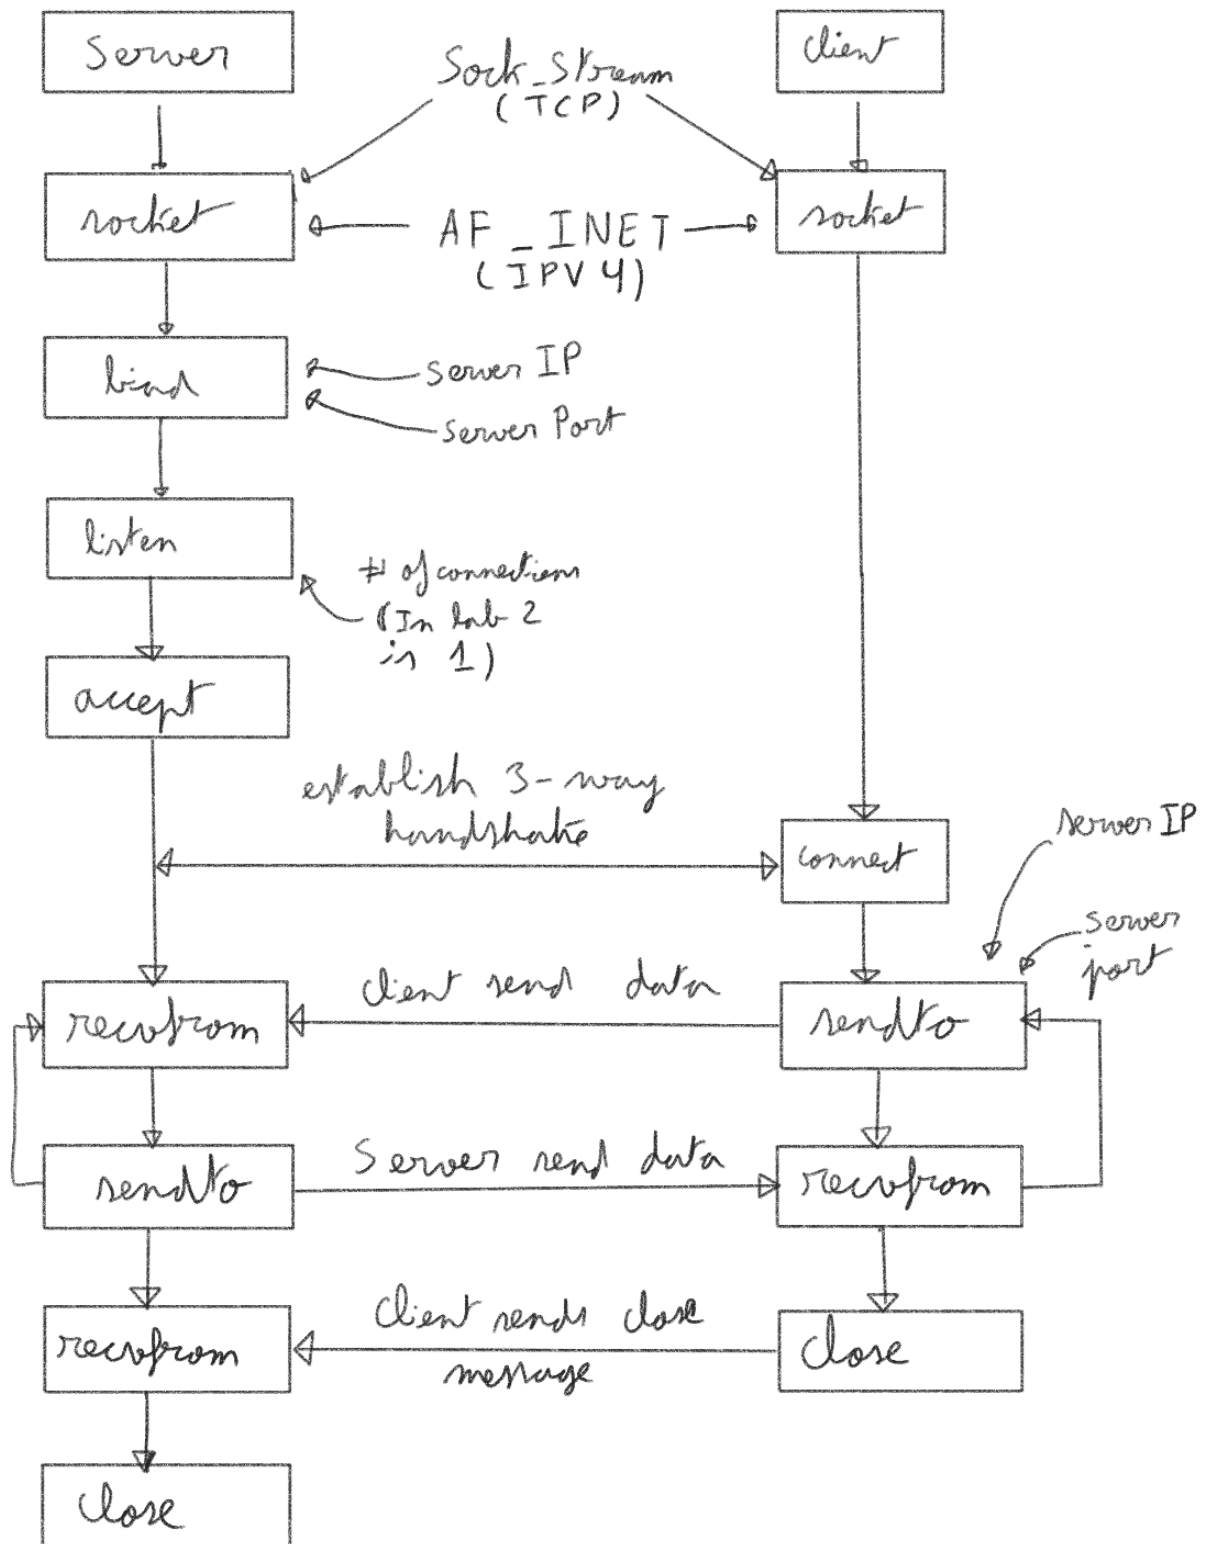 Server
Client
Sock_Stream
(TCP)
socket
socket
AF_INET
(IPV4)
bind
server IP
server Port
listen
# of connections
(In lab 2
is 1)
accept
establish 3-way
handshake
connect
server IP
server
port
client send data
recvfrom
sendto
Server send data
sendto
recvfrom
Client sends close
message
recvfrom
close
close